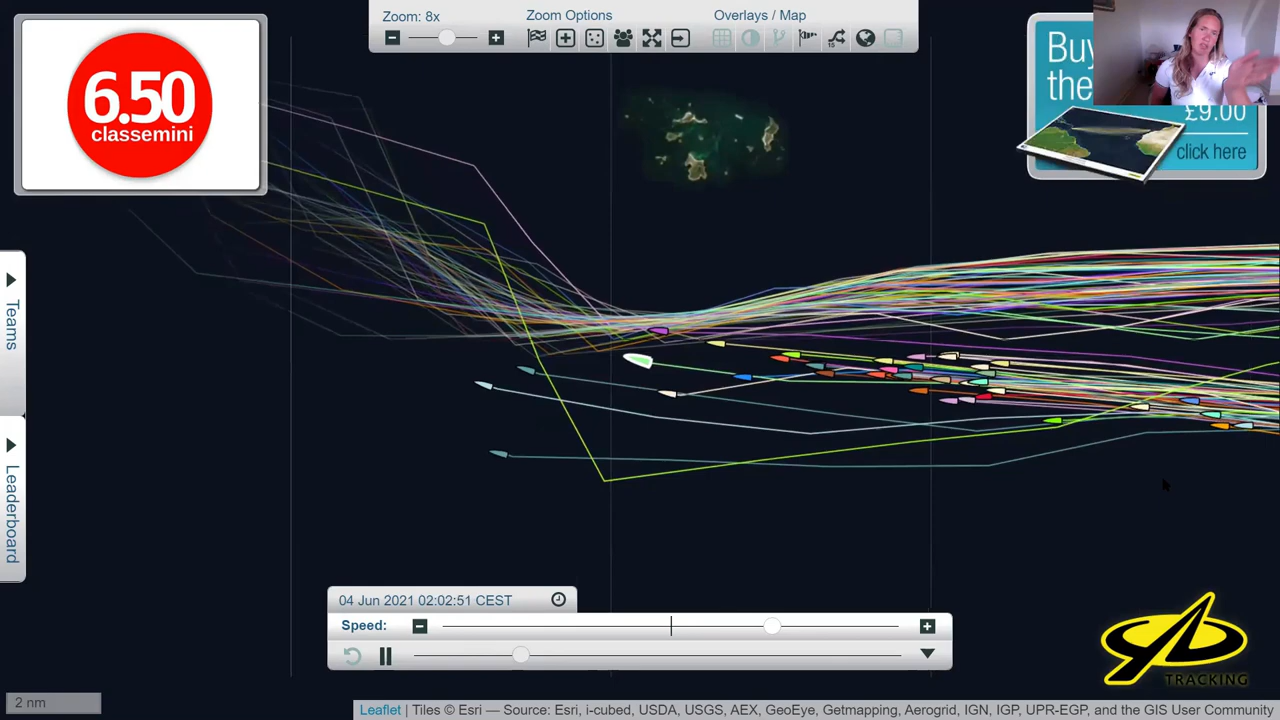 6.50
classemini
Zoom: 8x
Zoom Options
Overlays / Map
15
Buy
the
£9.00
click here
Teams
Leaderboard
04 Jun 2021 02:02:51 CEST
Speed:
TRACKING
2 nm
Leaflet | Tiles © Esri — Source: Esri, i-cubed, USDA, USGS, AEX, GeoEye, Getmapping, Aerogrid, IGN, IGP, UPR-EGP, and the GIS User Community